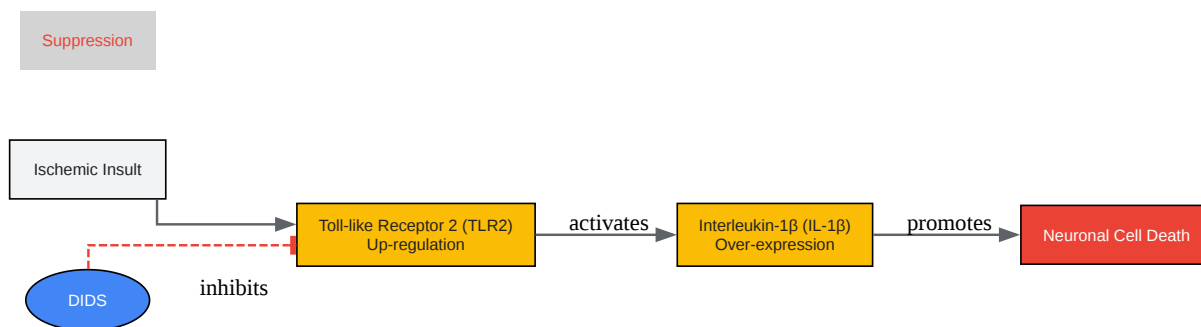 Suppression
Ischemic Insult
Toll-like Receptor 2 (TLR2)
Up-regulation
activates
Interleukin-1β (IL-1β)
Over-expression
promotes
Neuronal Cell Death
DIDS
inhibits